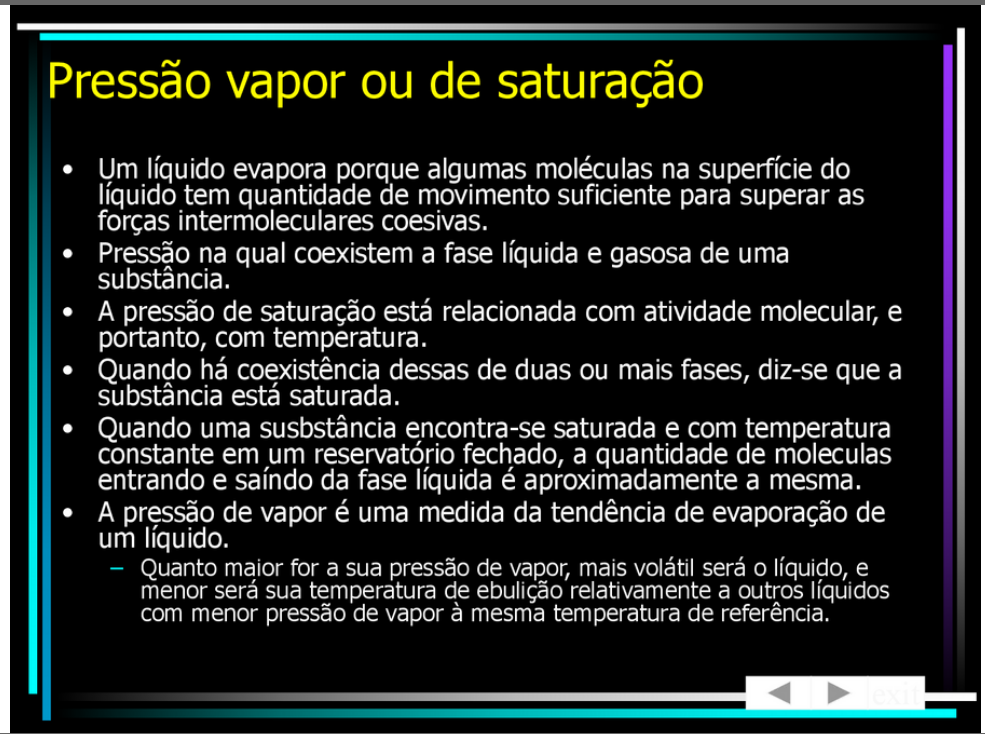 Pressão vapor ou de saturação
• Um líquido evapora porque algumas moléculas na superfície do
líquido tem quantidade de movimento suficiente para superar as
forças intermoleculares coesivas.
• Pressão na qual coexistem a fase líquida e gasosa de uma
substância.
• A pressão de saturação está relacionada com atividade molecular, e
portanto, com temperatura.
• Quando há coexistência dessas de duas ou mais fases, diz-se que a
substância está saturada.
• Quando uma susbstância encontra-se saturada e com temperatura
constante em um reservatório fechado, a quantidade de moleculas
entrando e saíndo da fase líquida é aproximadamente a mesma.
• A pressão de vapor é uma medida da tendência de evaporação de
um líquido.
– Quanto maior for a sua pressão de vapor, mais volátil será o líquido, e
menor será sua temperatura de ebulição relativamente a outros líquidos
com menor pressão de vapor à mesma temperatura de referência.
exit